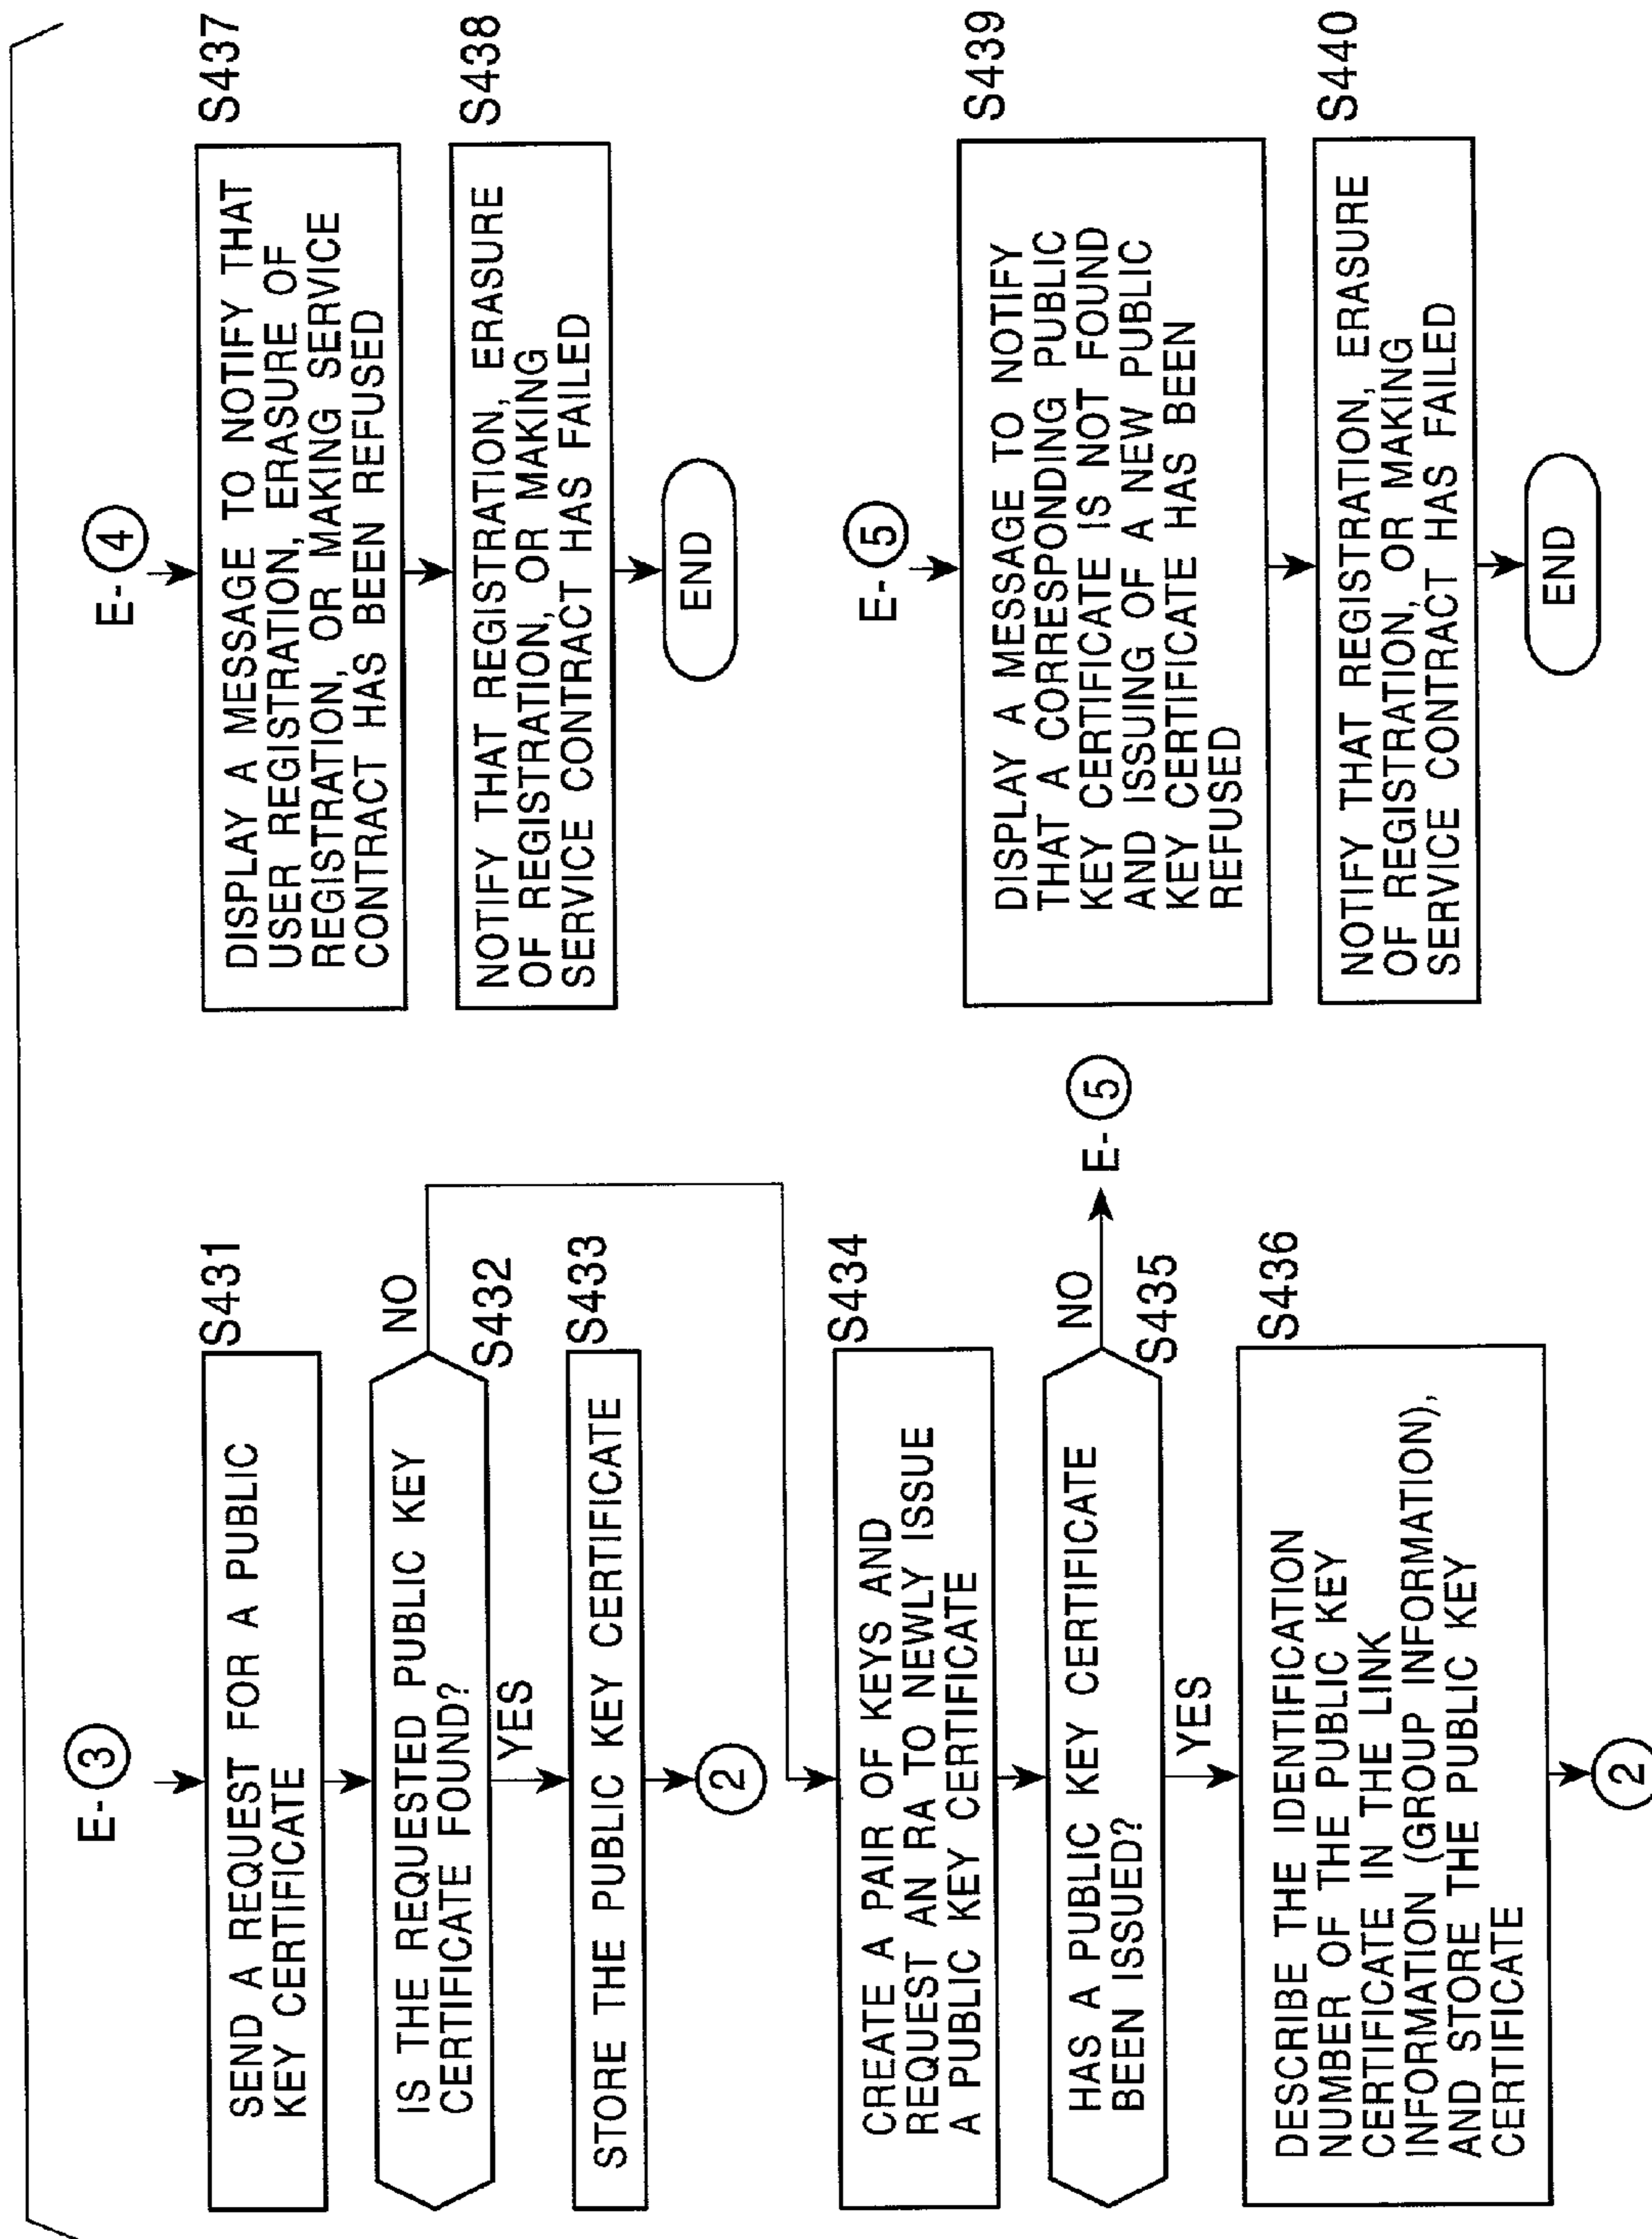 E-3
S431
SEND A REQUEST FOR A PUBLIC
KEY CERTIFICATE
IS THE REQUESTED PUBLIC KEY
CERTIFICATE FOUND?
NO
S432
YES
S433
STORE THE PUBLIC KEY CERTIFICATE
2
S434
CREATE A PAIR OF KEYS AND
REQUEST AN RA TO NEWLY ISSUE
A PUBLIC KEY CERTIFICATE
HAS A PUBLIC KEY CERTIFICATE
BEEN ISSUED?
NO
E-5
S435
YES
S436
DESCRIBE THE IDENTIFICATION
NUMBER OF THE PUBLIC KEY
CERTIFICATE IN THE LINK
INFORMATION (GROUP INFORMATION),
AND STORE THE PUBLIC KEY
CERTIFICATE
2
E-4
S437
DISPLAY A MESSAGE TO NOTIFY THAT
USER REGISTRATION, ERASURE OF
REGISTRATION, OR MAKING SERVICE
CONTRACT HAS BEEN REFUSED
S438
NOTIFY THAT REGISTRATION, ERASURE
OF REGISTRATION, OR MAKING
SERVICE CONTRACT HAS FAILED
END
E-5
S439
DISPLAY A MESSAGE TO NOTIFY
THAT A CORRESPONDING PUBLIC
KEY CERTIFICATE IS NOT FOUND
AND ISSUING OF A NEW PUBLIC
KEY CERTIFICATE HAS BEEN
REFUSED
S440
NOTIFY THAT REGISTRATION, ERASURE
OF REGISTRATION, OR MAKING
SERVICE CONTRACT HAS FAILED
END